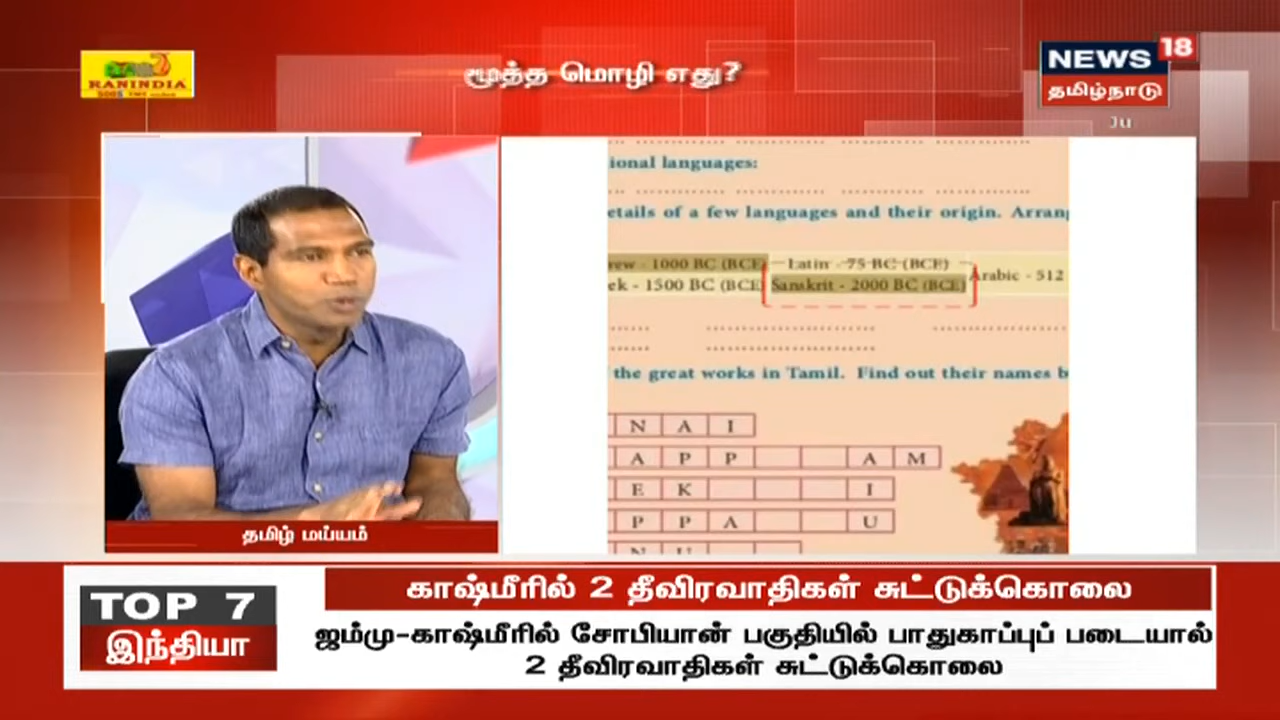 RANINDIA
மூத்த மொழி எது?
NEWS 18
தமிழ்நாடு
Ju
ional languages:
etails of a few languages and their origin. Arran
rew - 1000 BC (BCE) Latin - 75 BC (BCE)
Arabic - 512
ek - 1500 BC (BCE) Sanskrit - 2000 BC (BCE)
the great works in Tamil. Find out their names b
N A I
A P P A M
E K I
P P A U
N U
தமிழ் மய்யம்
TOP 7
இந்தியா
காஷ்மீரில் 2 தீவிரவாதிகள் சுட்டுக்கொலை
ஜம்மு-காஷ்மீரில் சோபியான் பகுதியில் பாதுகாப்புப் படையால்
2 தீவிரவாதிகள் சுட்டுக்கொலை